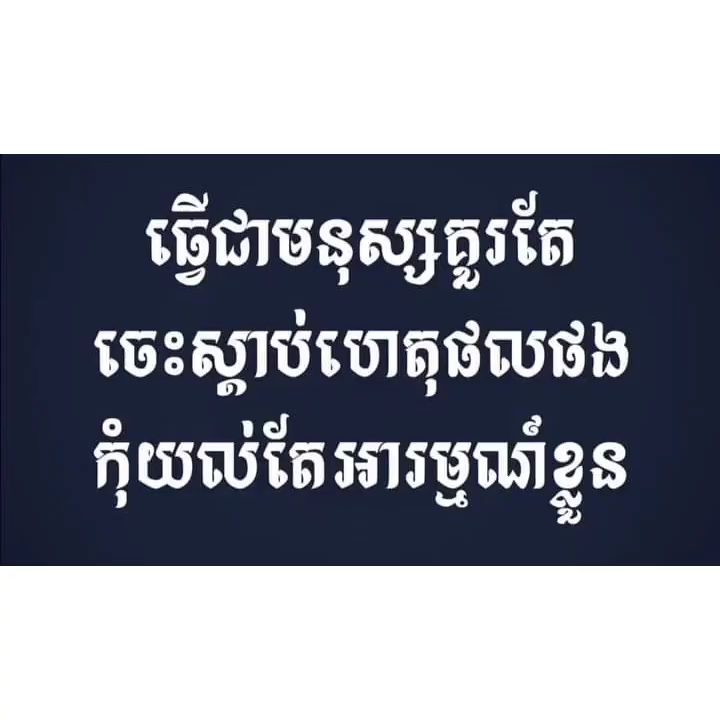 ធ្វើជាមនុស្សគួរតែ
ចេះស្តាប់ហេតុផលផង
កុំយល់តែអារម្មណ៍ខ្លួន